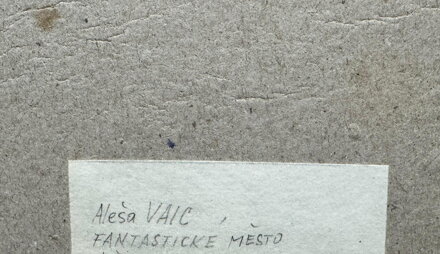 Aleša VAIC ,
FANTASTICKÉ MĚSTO